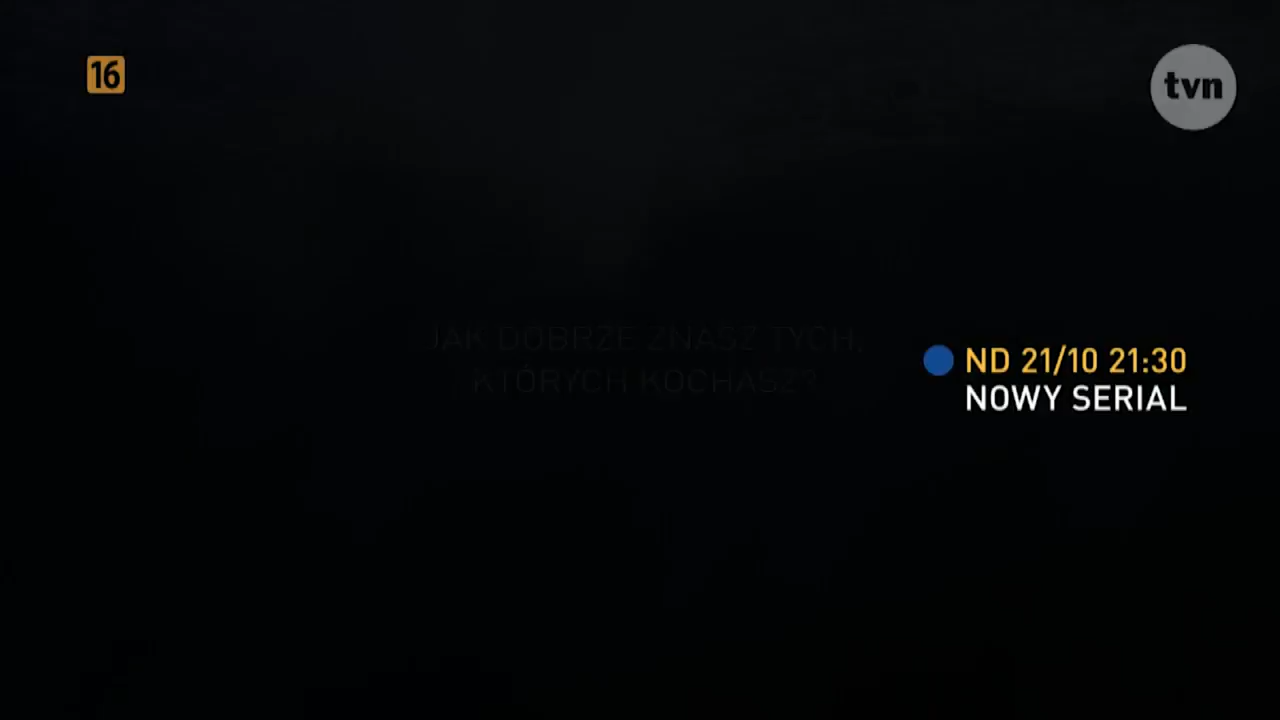 16
tvn
JAK DOBRZE ZNASZ TYCH,
KTÓRYCH KOCHASZ?
ND 21/10 21:30
NOWY SERIAL